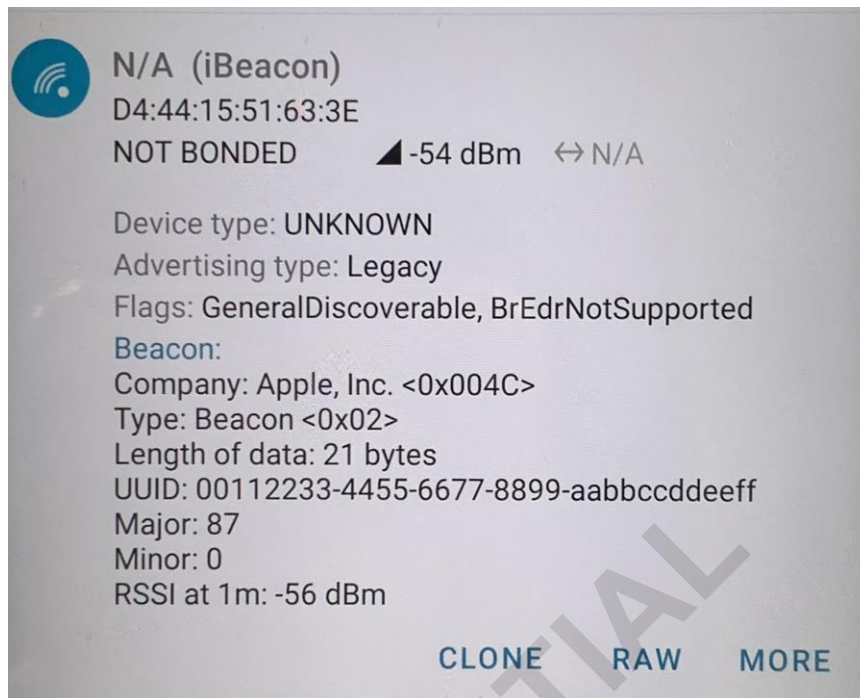 N/A (iBeacon)
D4:44:15:51:63:3E
NOT BONDED -54 dBm ↔ N/A
Device type: UNKNOWN
Advertising type: Legacy
Flags: GeneralDiscoverable, BrEdrNotSupported
Beacon:
Company: Apple, Inc. <0x004C>
Type: Beacon <0x02>
Length of data: 21 bytes
UUID: 00112233-4455-6677-8899-aabbccddeeff
Major: 87
Minor: 0
RSSI at 1m: -56 dBm
CLONE RAW MORE
TIAL